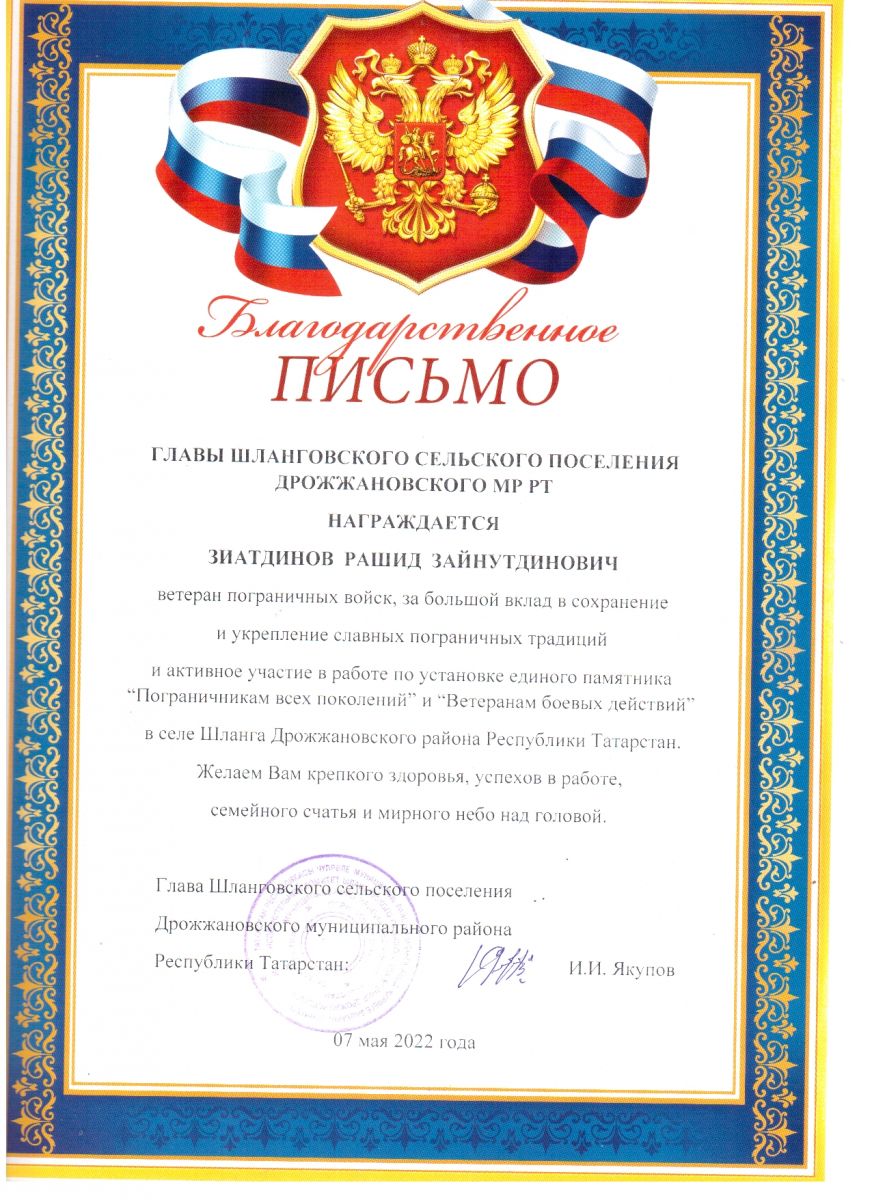 Благодарственное
ПИСЬМО
ГЛАВЫ ШЛАНГОВСКОГО СЕЛЬСКОГО ПОСЕЛЕНИЯ
ДРОЖЖАНОВСКОГО МР РТ
НАГРАЖДАЕТСЯ
ЗИАТДИНОВ РАШИД ЗАЙНУТДИНОВИЧ
ветеран пограничных войск, за большой вклад в сохранение
и укрепление славных пограничных традиций
и активное участие в работе по установке единого памятника
“Пограничникам всех поколений” и “Ветеранам боевых действий”
в селе Шланга Дрожжановского района Республики Татарстан.
Желаем Вам крепкого здоровья, успехов в работе,
семейного счатья и мирного небо над головой.
Глава Шланговского сельского поселения
Дрожжановского муниципального района
Республики Татарстан:
И.И. Якупов
07 мая 2022 года